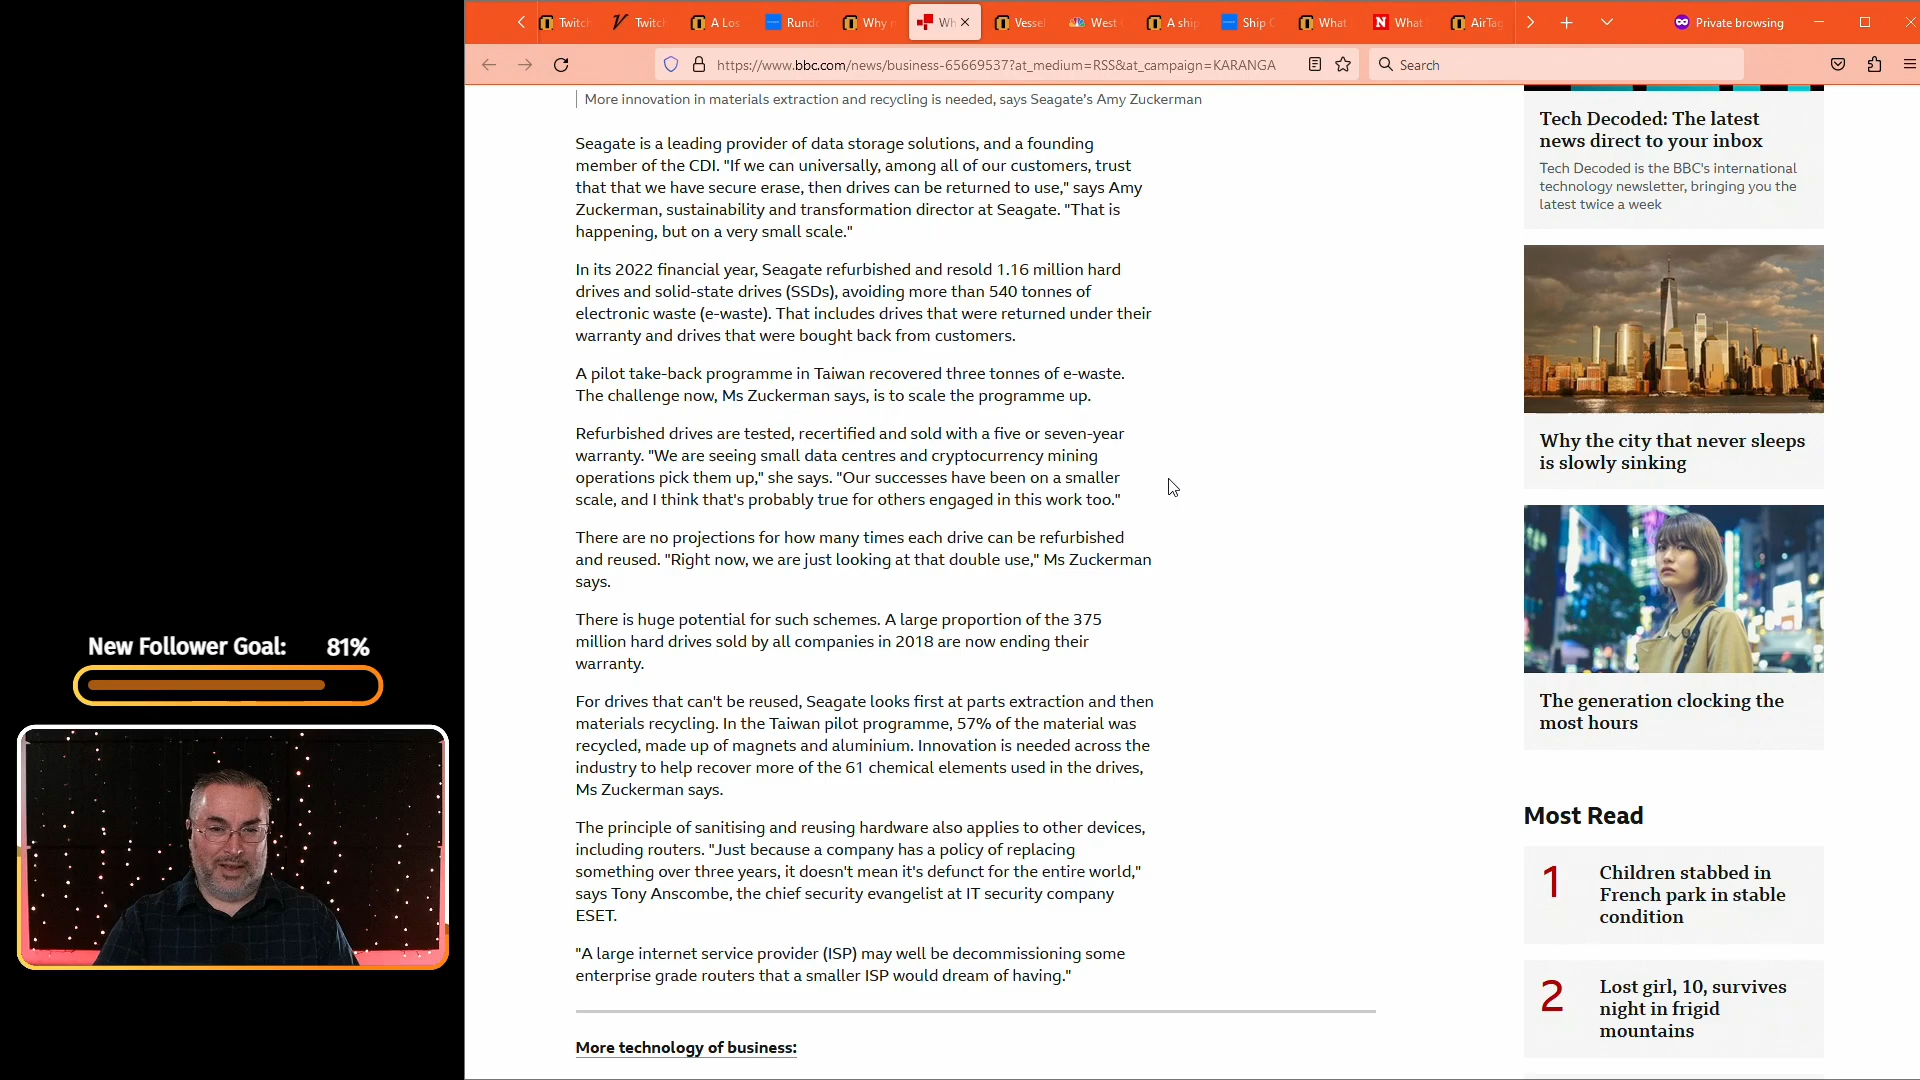 Twitch
Twitch
A Los
Rund
Why
Wh
Vessel
West
A ship
Ship
What
What
AirTag
Private browsing
https://www.bbc.com/news/business-65669537?at_medium=RSS&at_campaign=KARANGA
Search
More innovation in materials extraction and recycling is needed, says Seagate's Amy Zuckerman
Seagate is a leading provider of data storage solutions, and a founding
member of the CDI. "If we can universally, among all of our customers, trust
that that we have secure erase, then drives can be returned to use," says Amy
Zuckerman, sustainability and transformation director at Seagate. "That is
happening, but on a very small scale."
In its 2022 financial year, Seagate refurbished and resold 1.16 million hard
drives and solid-state drives (SSDs), avoiding more than 540 tonnes of
electronic waste (e-waste). That includes drives that were returned under their
warranty and drives that were bought back from customers.
A pilot take-back programme in Taiwan recovered three tonnes of e-waste.
The challenge now, Ms Zuckerman says, is to scale the programme up.
Refurbished drives are tested, recertified and sold with a five or seven-year
warranty. "We are seeing small data centres and cryptocurrency mining
operations pick them up," she says. "Our successes have been on a smaller
scale, and I think that's probably true for others engaged in this work too."
There are no projections for how many times each drive can be refurbished
and reused. "Right now, we are just looking at that double use," Ms Zuckerman
says.
There is huge potential for such schemes. A large proportion of the 375
million hard drives sold by all companies in 2018 are now ending their
warranty.
For drives that can't be reused, Seagate looks first at parts extraction and then
materials recycling. In the Taiwan pilot programme, 57% of the material was
recycled, made up of magnets and aluminium. Innovation is needed across the
industry to help recover more of the 61 chemical elements used in the drives,
Ms Zuckerman says.
The principle of sanitising and reusing hardware also applies to other devices,
including routers. "Just because a company has a policy of replacing
something over three years, it doesn't mean it's defunct for the entire world,"
says Tony Anscombe, the chief security evangelist at IT security company
ESET.
"A large internet service provider (ISP) may well be decommissioning some
enterprise grade routers that a smaller ISP would dream of having."
More technology of business:
Tech Decoded: The latest
news direct to your inbox
Tech Decoded is the BBC's international
technology newsletter, bringing you the
latest twice a week
Why the city that never sleeps
is slowly sinking
The generation clocking the
most hours
Most Read
1
Children stabbed in
French park in stable
condition
2
Lost girl, 10, survives
night in frigid
mountains
New Follower Goal: 81%